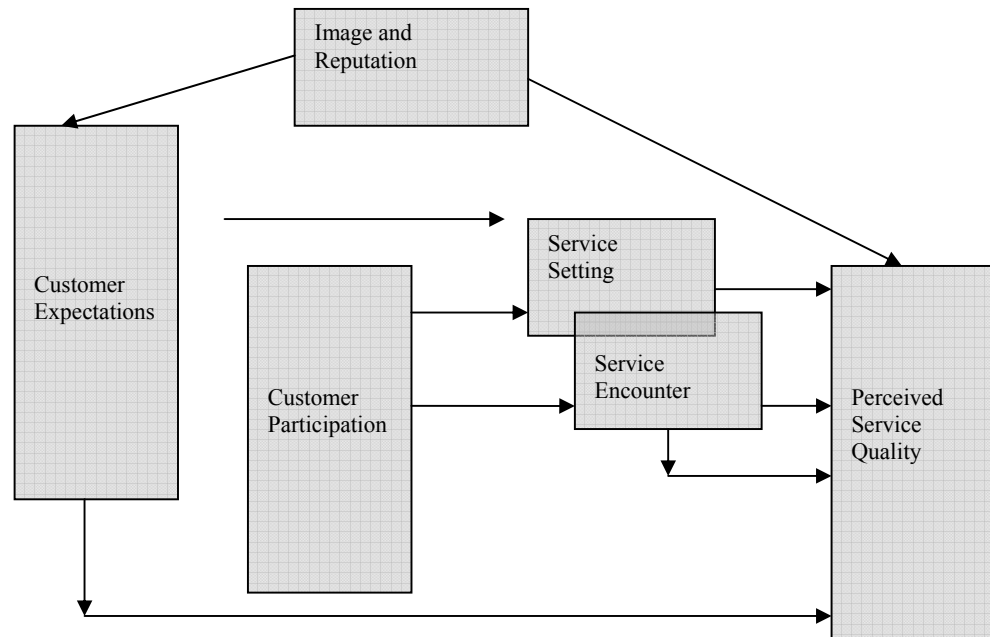 Image and
Reputation
Service
Setting
Customer
Expectations
Service
Encounter
Customer
Participation
Perceived
Service
Quality